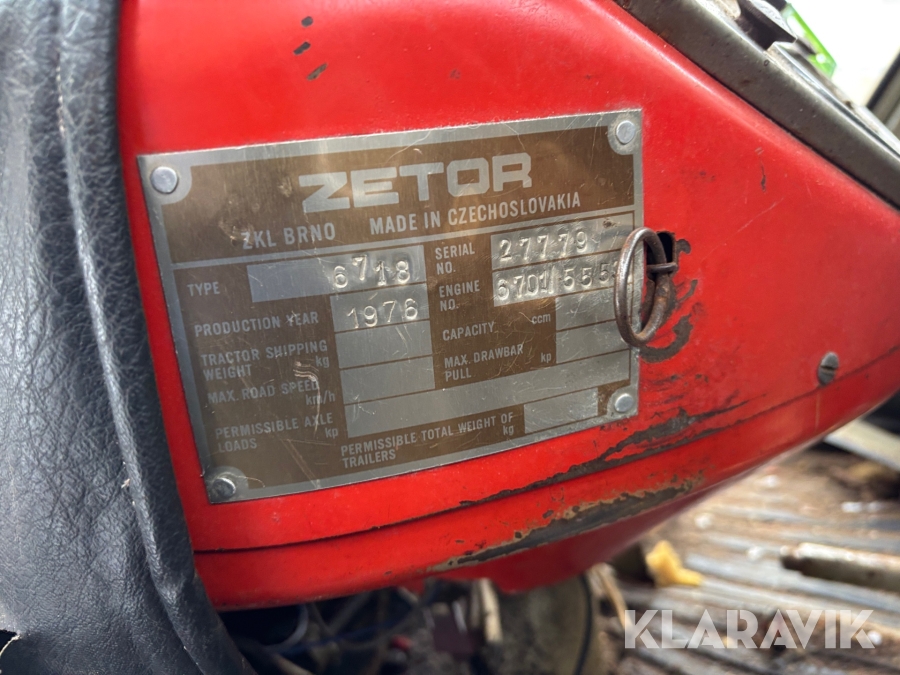 ZETOR
ZKL BRNO MADE IN CZECHOSLOVAKIA
TYPE 6718
SERIAL NO. 27779
PRODUCTION YEAR 1976
ENGINE NO. 6701
TRACTOR SHIPPING WEIGHT kg
CAPACITY ccm
MAX. ROAD SPEED km/h
MAX. DRAWBAR PULL kp
PERMISSIBLE AXLE LOADS kp
PERMISSIBLE TOTAL WEIGHT OF TRAILERS kg
KLARAVIK